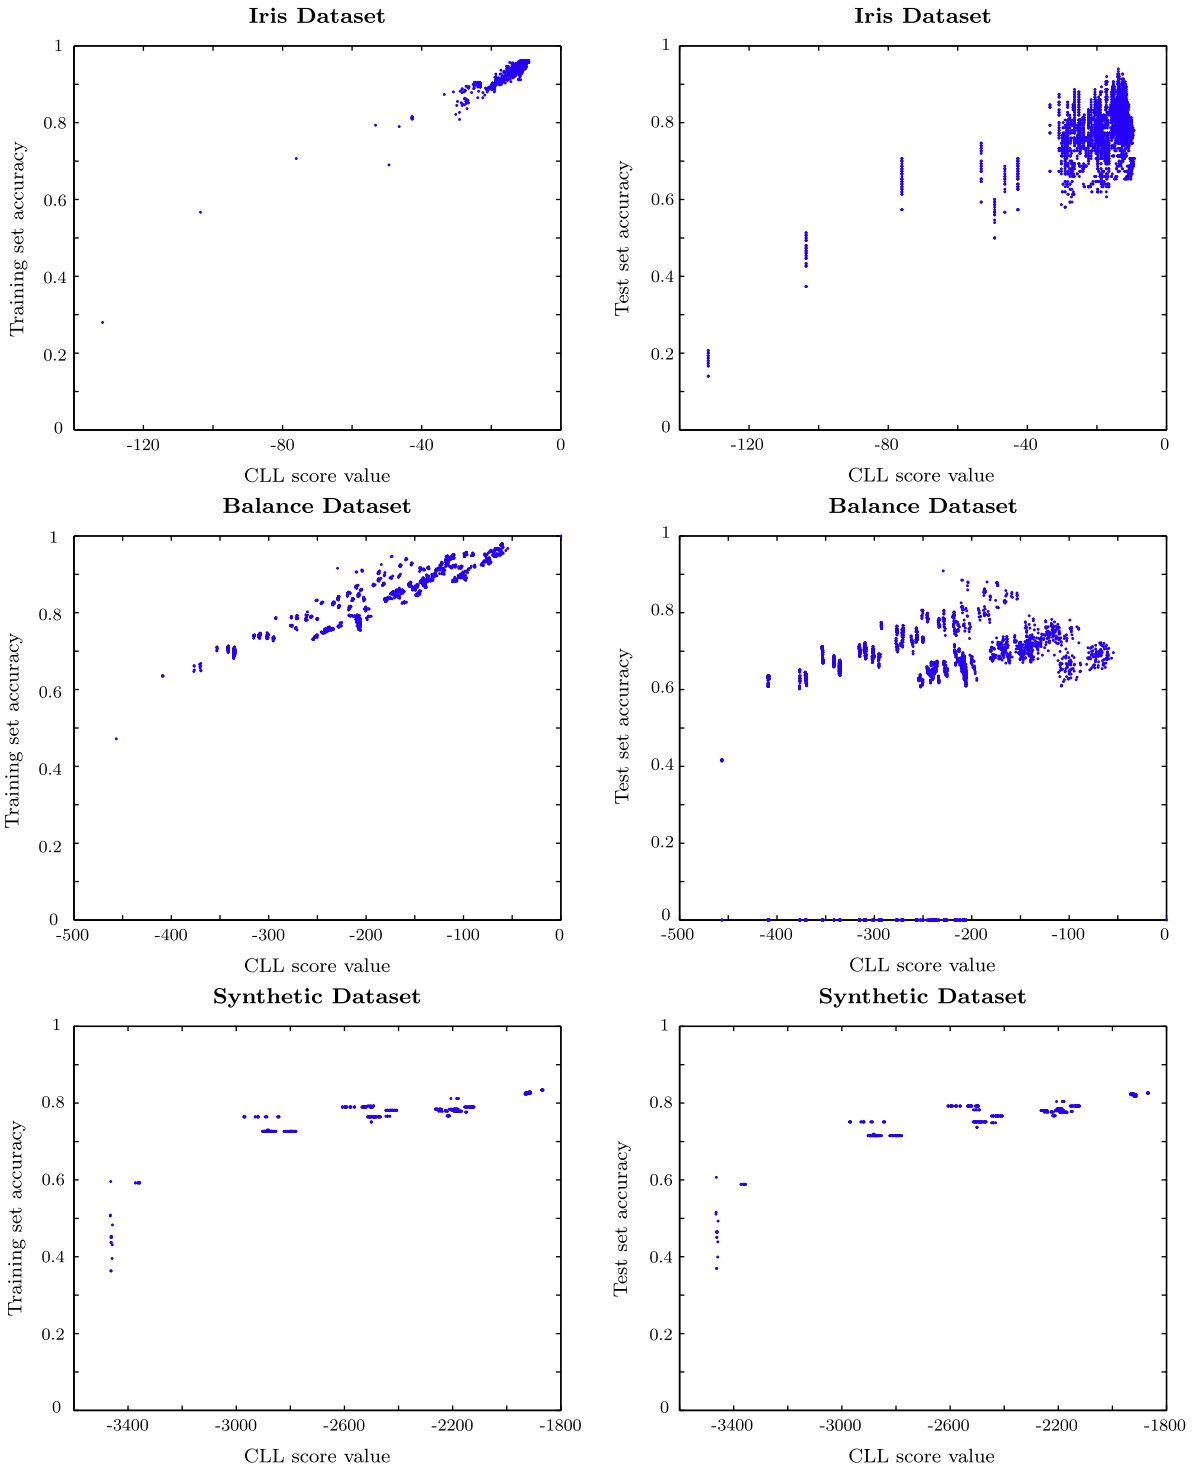 Iris Dataset
Training set accuracy
1
0.8
0.6
0.4
0.2
0
-120 -80 -40 0
CLL score value
Iris Dataset
Test set accuracy
1
0.8
0.6
0.4
0.2
0
-120 -80 -40 0
CLL score value
Balance Dataset
Training set accuracy
1
0.8
0.6
0.4
0.2
0
-500 -400 -300 -200 -100 0
CLL score value
Balance Dataset
Test set accuracy
1
0.8
0.6
0.4
0.2
0
-500 -400 -300 -200 -100 0
CLL score value
Synthetic Dataset
Training set accuracy
1
0.8
0.6
0.4
0.2
0
-3400 -3000 -2600 -2200 -1800
CLL score value
Synthetic Dataset
Test set accuracy
1
0.8
0.6
0.4
0.2
0
-3400 -3000 -2600 -2200 -1800
CLL score value